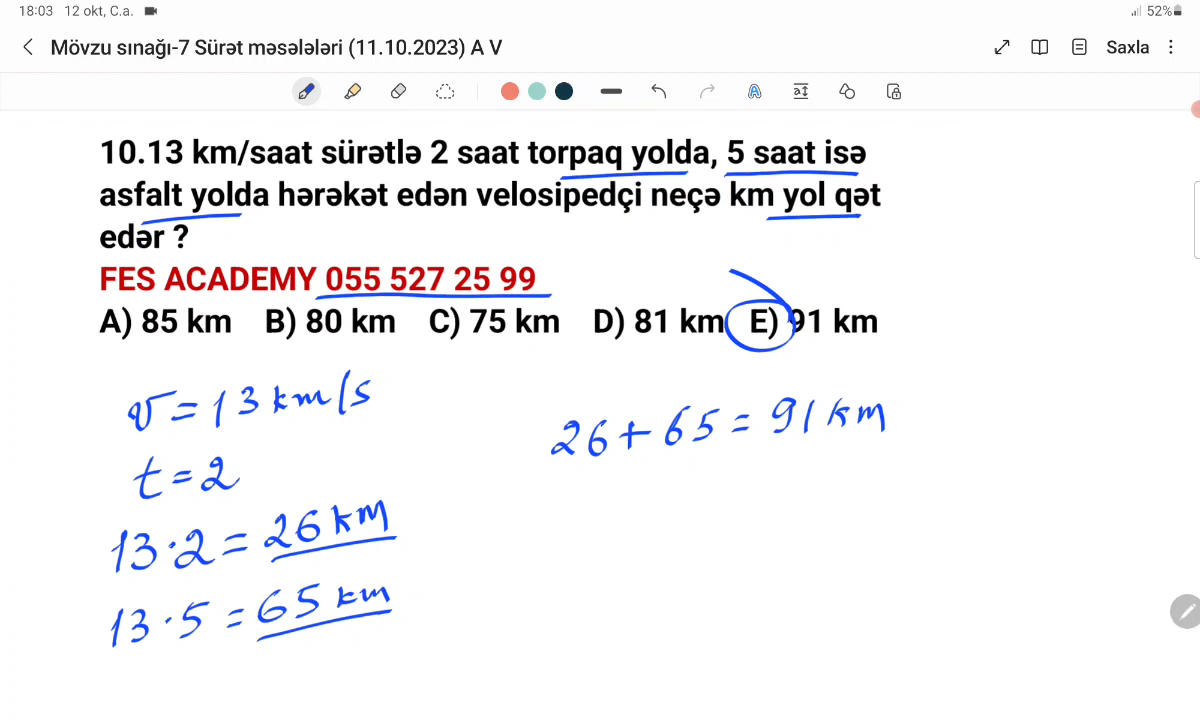 18:03 12 okt, C.a. 52%
Mövzu sınağı-7 Sürət məsələləri (11.10.2023) A V Saxla
10.13 km/saat sürətlə 2 saat torpaq yolda, 5 saat isə
asfalt yolda hərəkət edən velosipedçi neçə km yol qət
edər ?
FES ACADEMY 055 527 25 99
A) 85 km B) 80 km C) 75 km D) 81 km E) 91 km
v = 13 km/s
t = 2
13·2 = 26 km
13·5 = 65 km
26 + 65 = 91 km